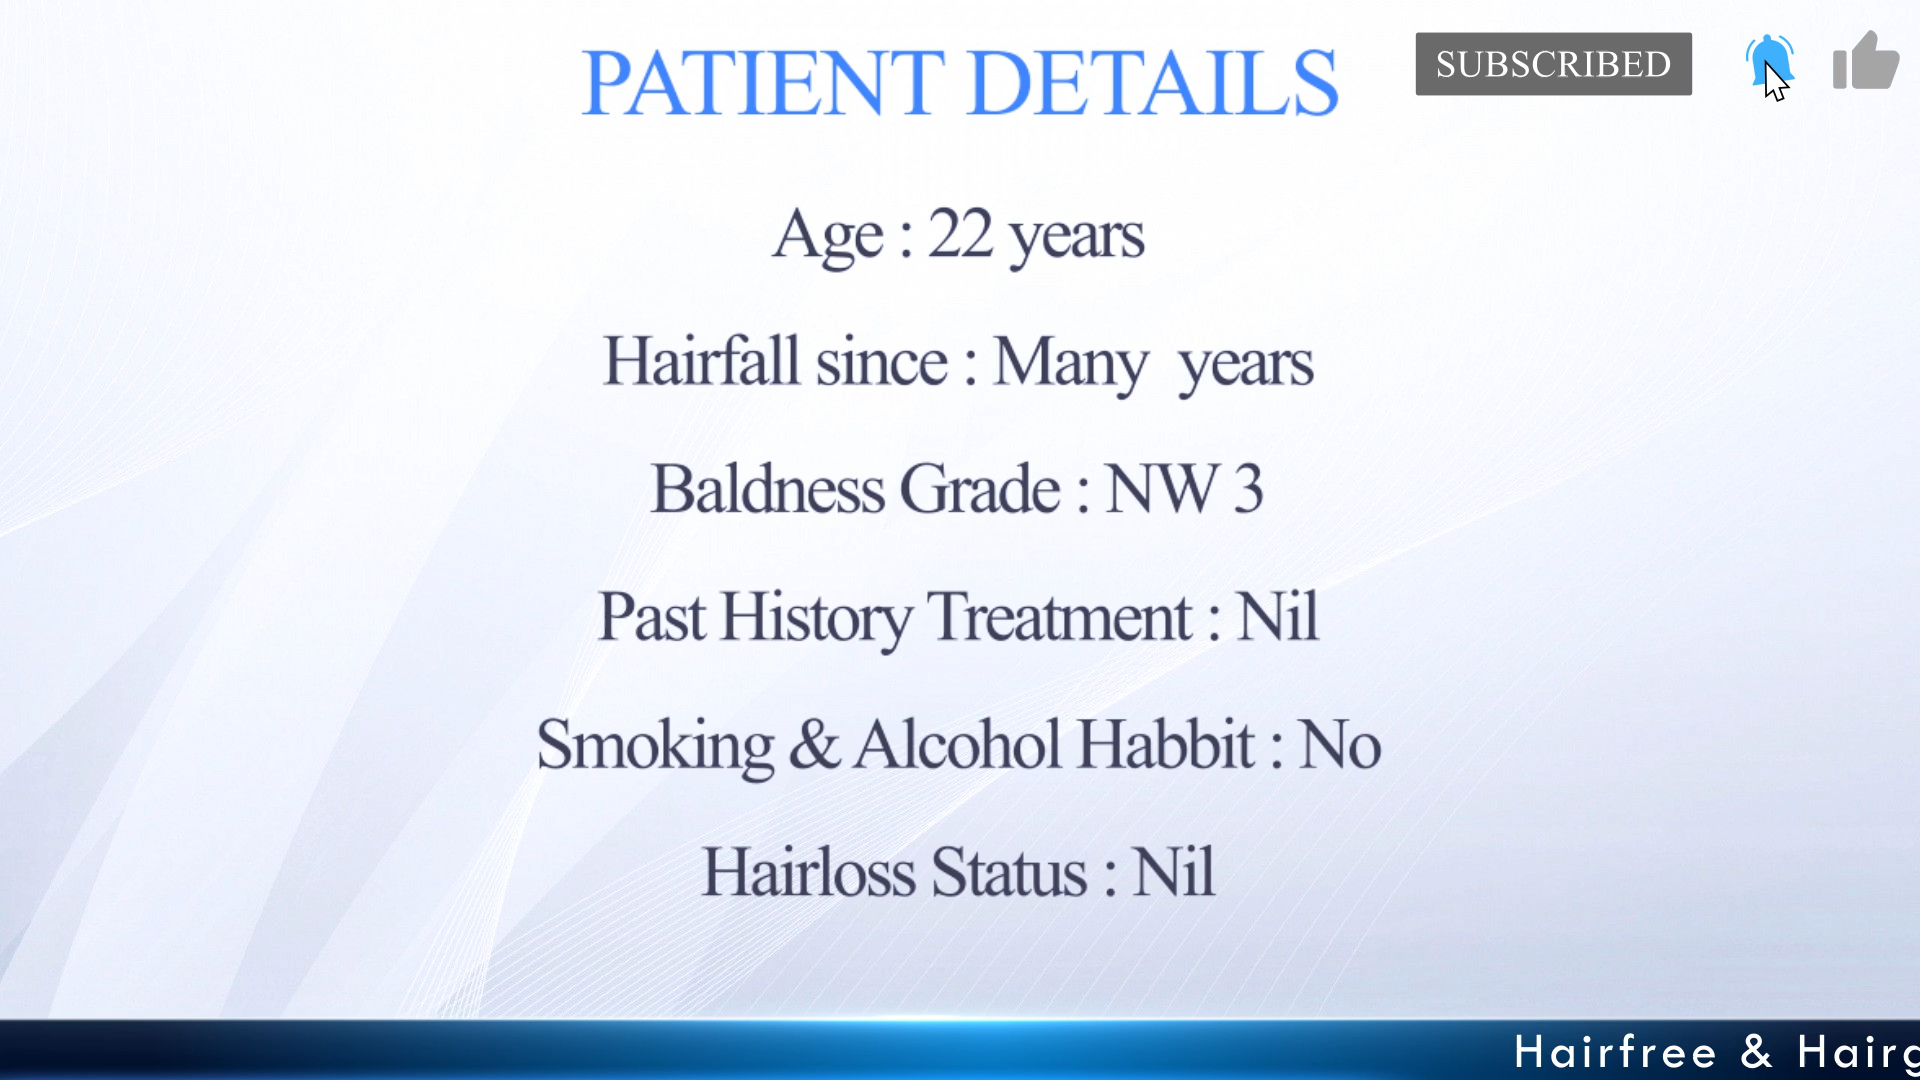 PATIENT DETAILS
SUBSCRIBED
Age : 22 years
Hairfall since : Many years
Baldness Grade : NW 3
Past History Treatment : Nil
Smoking & Alcohol Habbit : No
Hairloss Status : Nil
Hairfree & Hairg